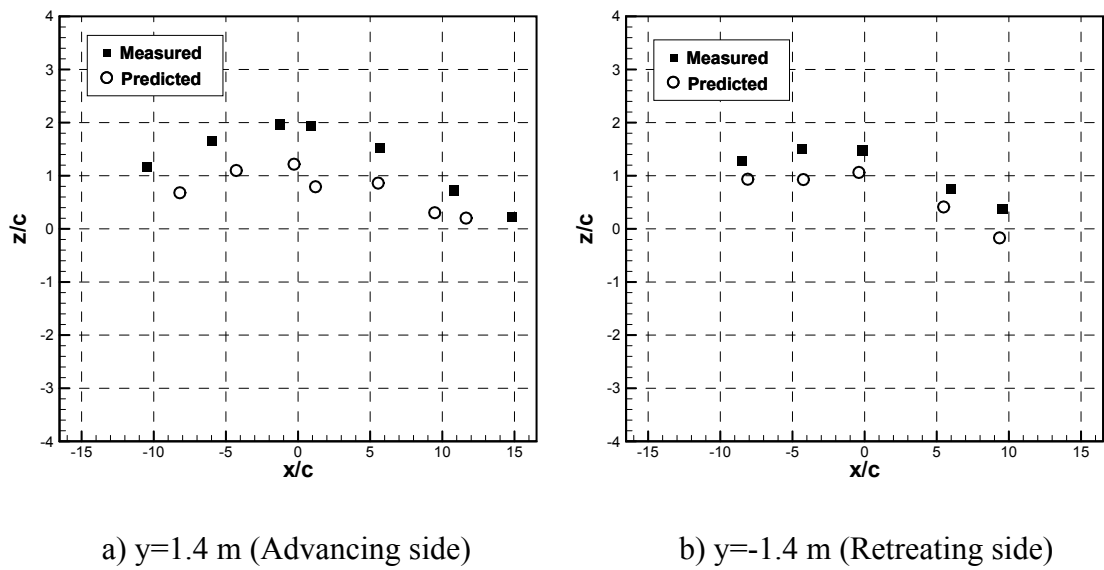 4
3
2
1
0
-1
-2
-3
-4
z/c
Measured
Predicted
-15 -10 -5 0 5 10 15
x/c
a) y=1.4 m (Advancing side)
4
3
2
1
0
-1
-2
-3
-4
z/c
Measured
Predicted
-15 -10 -5 0 5 10 15
x/c
b) y=-1.4 m (Retreating side)